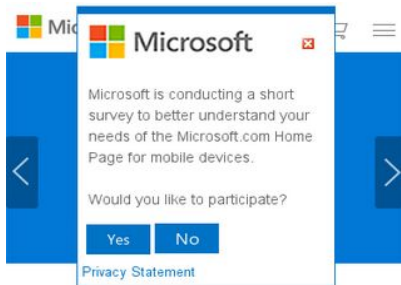 Mic
Microsoft
Microsoft is conducting a short
survey to better understand your
needs of the Microsoft.com Home
Page for mobile devices.
Would you like to participate?
Yes No
Privacy Statement